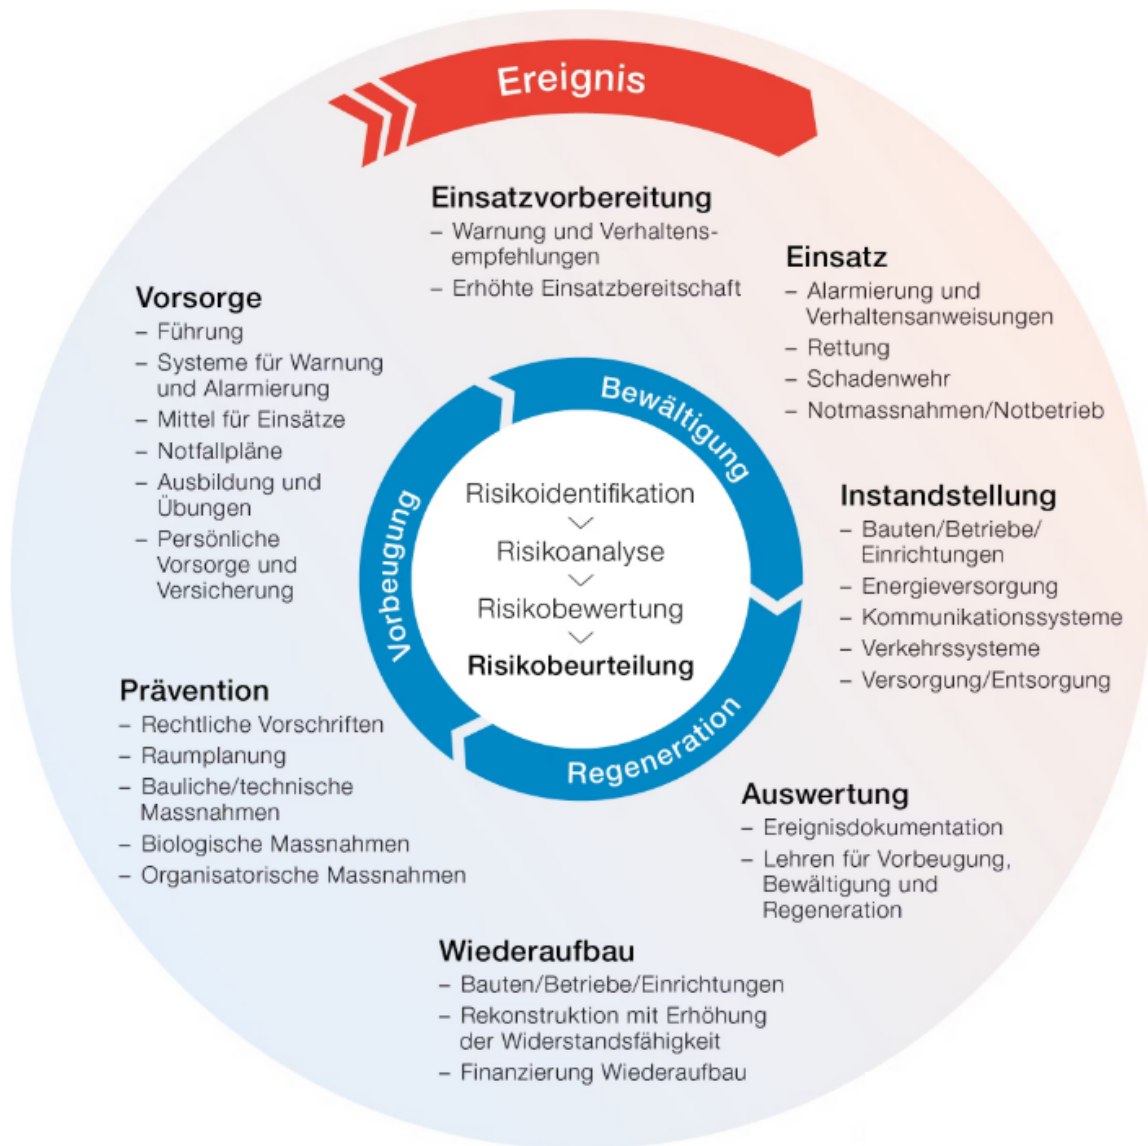 Ereignis
Einsatzvorbereitung
– Warnung und Verhaltens-
empfehlungen
– Erhöhte Einsatzbereitschaft
Einsatz
– Alarmierung und
Verhaltensanweisungen
– Rettung
– Schadenwehr
– Notmassnahmen/Notbetrieb
Instandstellung
– Bauten/Betriebe/
Einrichtungen
– Energieversorgung
– Kommunikationssysteme
– Verkehrssysteme
– Versorgung/Entsorgung
Auswertung
– Ereignisdokumentation
– Lehren für Vorbeugung,
Bewältigung und
Regeneration
Wiederaufbau
– Bauten/Betriebe/Einrichtungen
– Rekonstruktion mit Erhöhung
der Widerstandsfähigkeit
– Finanzierung Wiederaufbau
Prävention
– Rechtliche Vorschriften
– Raumplanung
– Bauliche/technische
Massnahmen
– Biologische Massnahmen
– Organisatorische Massnahmen
Vorsorge
– Führung
– Systeme für Warnung
und Alarmierung
– Mittel für Einsätze
– Notfallpläne
– Ausbildung und
Übungen
– Persönliche
Vorsorge und
Versicherung
Bewältigung
Regeneration
Vorbeugung
Risikoidentifikation
Risikoanalyse
Risikobewertung
Risikobeurteilung